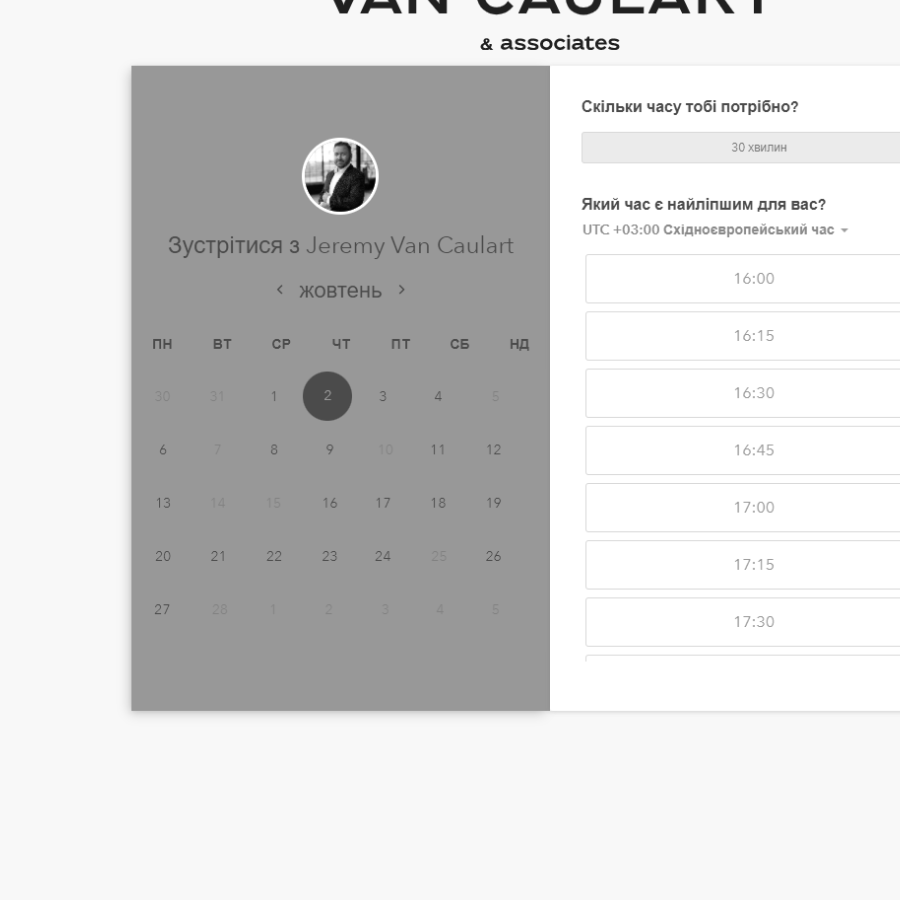 VAN CAULART
& associates
Зустрітися з Jeremy Van Caulart
жовтень
ПН ВТ СР ЧТ ПТ СБ НД
30 31 1 2 3 4 5
6 7 8 9 10 11 12
13 14 15 16 17 18 19
20 21 22 23 24 25 26
27 28 1 2 3 4 5
Скільки часу тобі потрібно?
30 хвилин
Який час є найліпшим для вас?
UTC +03:00 Східноєвропейський час
16:00
16:15
16:30
16:45
17:00
17:15
17:30